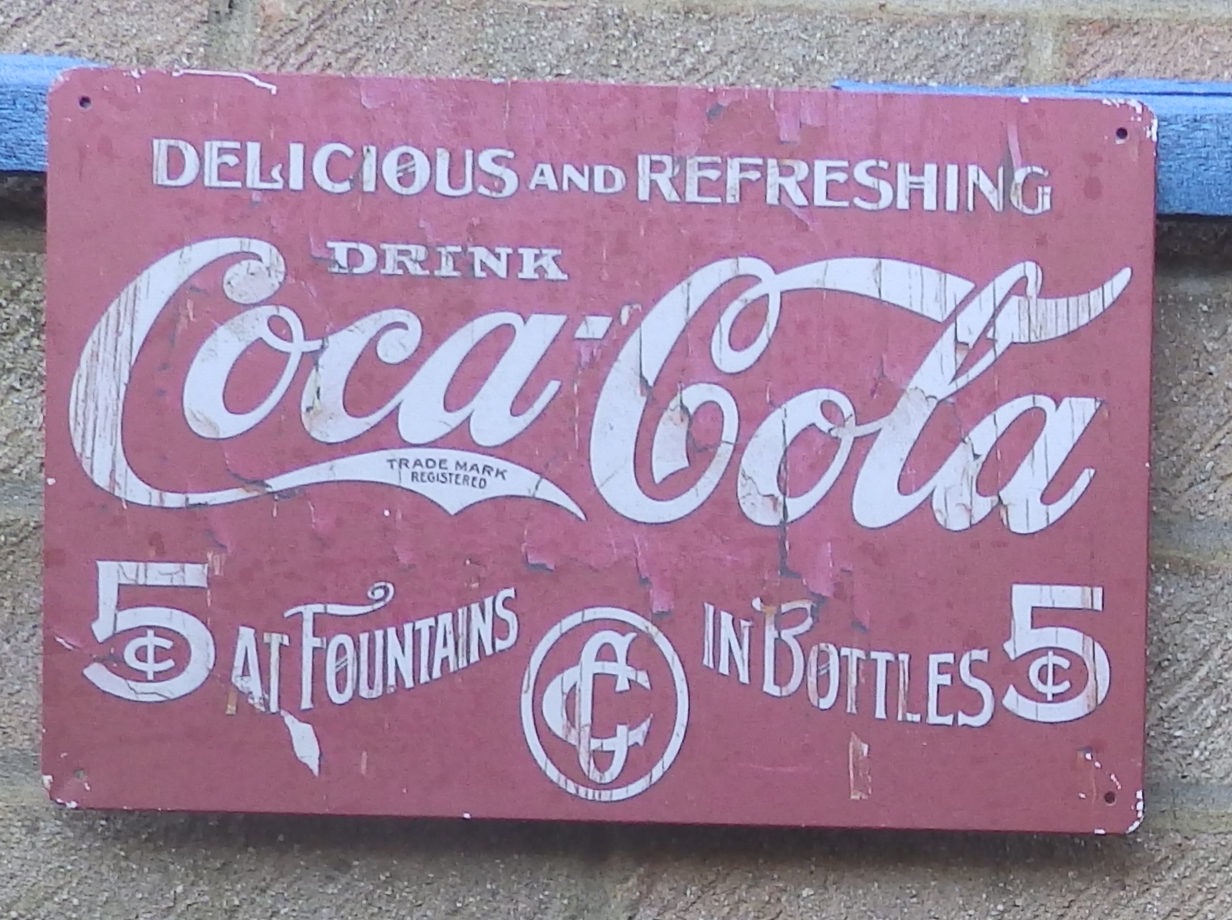 DELICIOUS AND REFRESHING
DRINK
Coca-Cola
TRADE MARK
REGISTERED
5¢ AT FOUNTAINS CC IN BOTTLES 5¢